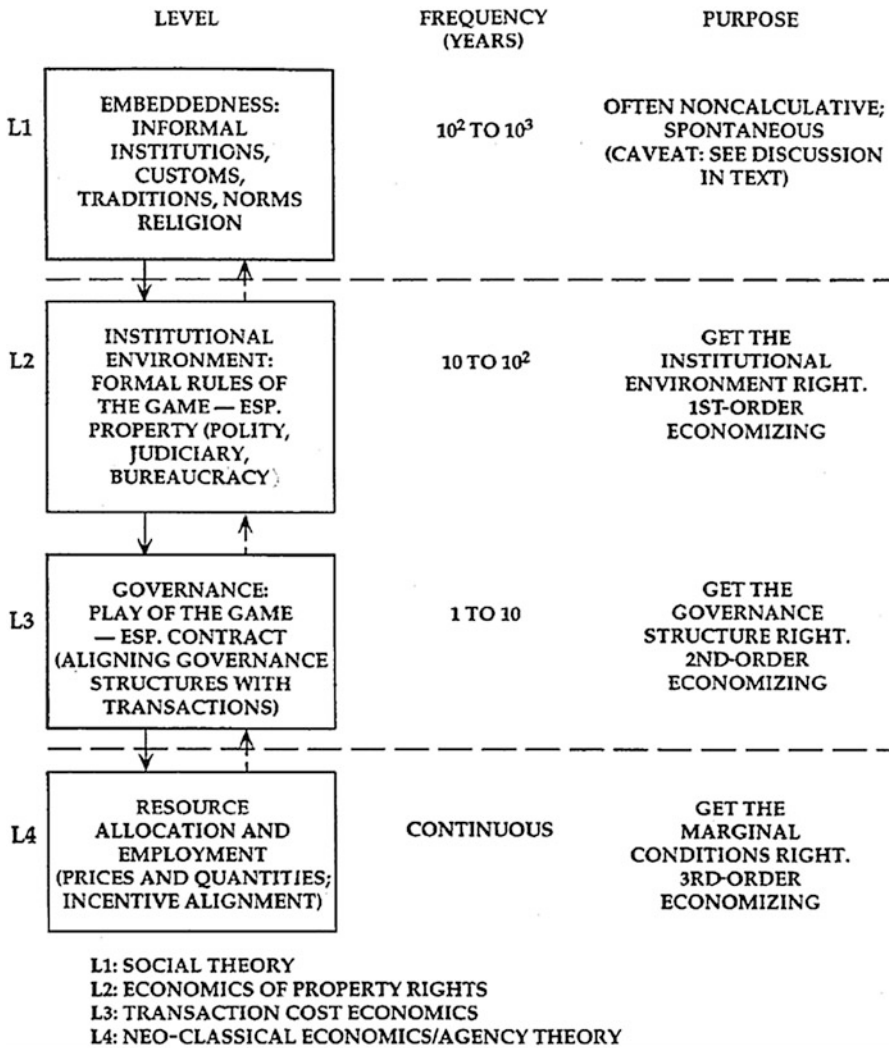 LEVEL
FREQUENCY
(YEARS)
PURPOSE
L1
EMBEDDEDNESS:
INFORMAL
INSTITUTIONS,
CUSTOMS,
TRADITIONS, NORMS
RELIGION
10² TO 10³
OFTEN NONCALCULATIVE;
SPONTANEOUS
(CAVEAT: SEE DISCUSSION
IN TEXT)
L2
INSTITUTIONAL
ENVIRONMENT:
FORMAL RULES OF
THE GAME — ESP.
PROPERTY (POLITY,
JUDICIARY,
BUREAUCRACY)
10 TO 10²
GET THE
INSTITUTIONAL
ENVIRONMENT RIGHT.
1ST-ORDER
ECONOMIZING
L3
GOVERNANCE:
PLAY OF THE GAME
— ESP. CONTRACT
(ALIGNING GOVERNANCE
STRUCTURES WITH
TRANSACTIONS)
1 TO 10
GET THE
GOVERNANCE
STRUCTURE RIGHT.
2ND-ORDER
ECONOMIZING
L4
RESOURCE
ALLOCATION AND
EMPLOYMENT
(PRICES AND QUANTITIES;
INCENTIVE ALIGNMENT)
CONTINUOUS
GET THE
MARGINAL
CONDITIONS RIGHT.
3RD-ORDER
ECONOMIZING
L1: SOCIAL THEORY
L2: ECONOMICS OF PROPERTY RIGHTS
L3: TRANSACTION COST ECONOMICS
L4: NEO-CLASSICAL ECONOMICS/AGENCY THEORY